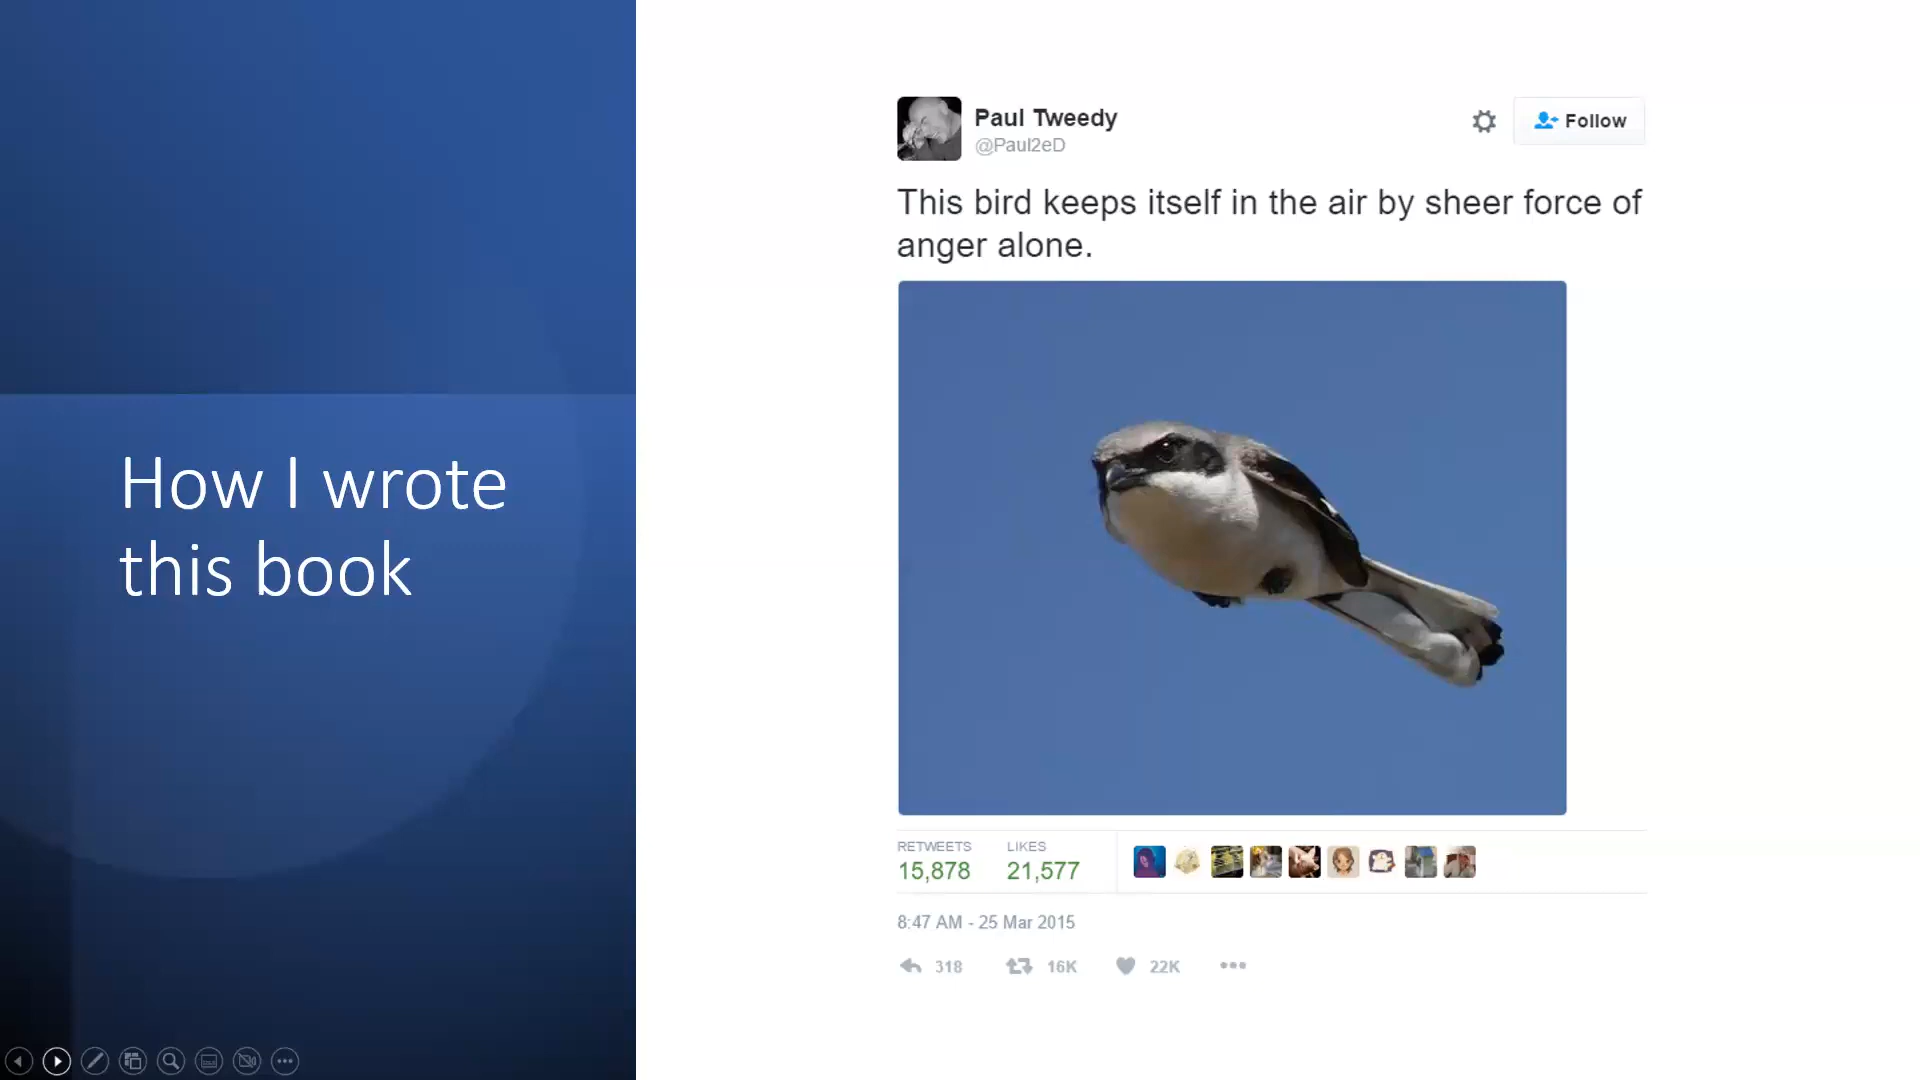 How I wrote
this book
Paul Tweedy
@Paul2eD
Follow
This bird keeps itself in the air by sheer force of
anger alone.
RETWEETS
15,878
LIKES
21,577
8:47 AM - 25 Mar 2015
318
16K
22K